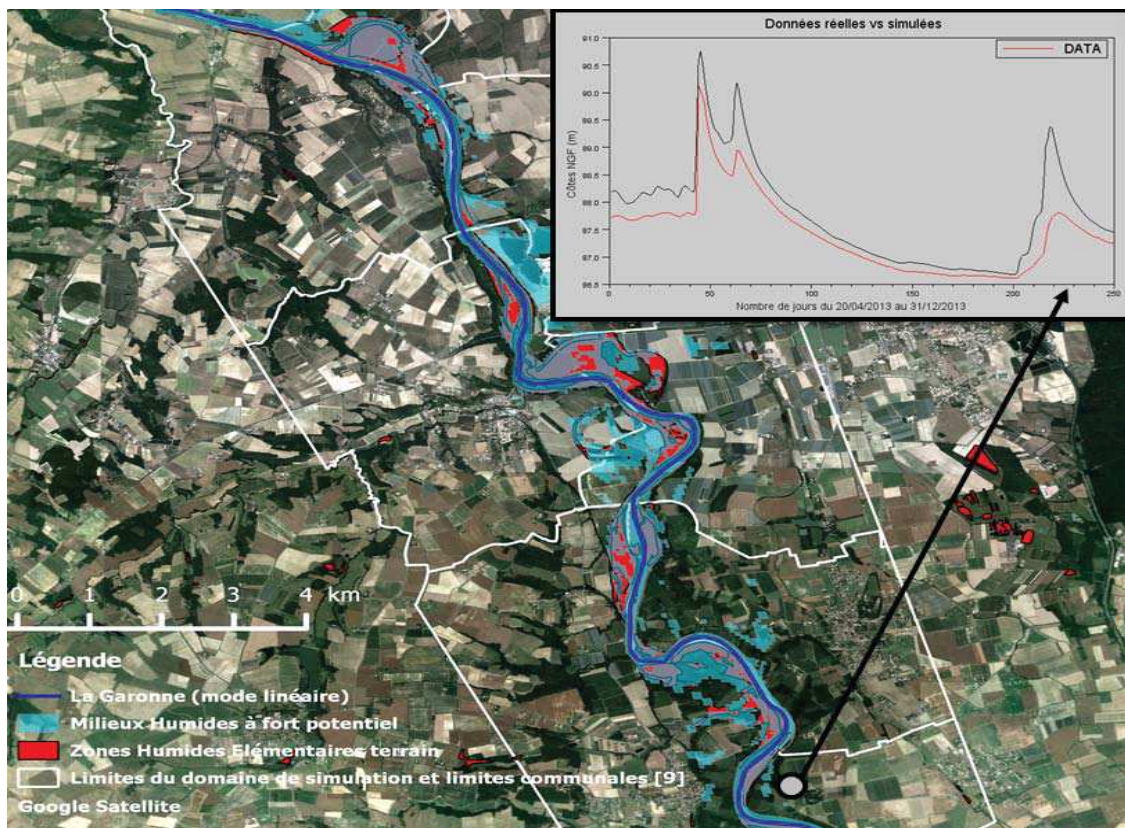 Données réelles vs simulées
DATA
Côtes NGF (m)
91.0
90.5
90.0
89.5
89.0
88.5
88.0
87.5
87.0
86.5
0
50
100
150
200
250
Nombre de jours du 20/04/2013 au 31/12/2013
0 1 2 3 4 km
Légende
La Garonne (mode linéaire)
Milieux Humides à fort potentiel
Zones Humides Elémentaires terrain
Limites du domaine de simulation et limites communales [9]
Google Satellite